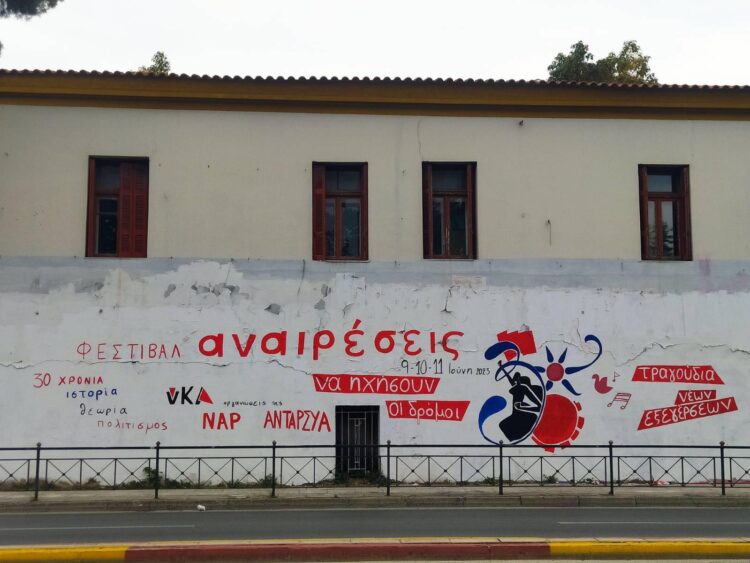 ΦΕΣΤΙΒΑΛ αναιρέσεις
9-10-11 Ιούνη 2023
30 ΧΡΟΝΙΑ
ιστορία
θεωρία
πολιτισμος
νΚΑ οργανώσεις της
ΝΑΡ ΑΝΤΑΡΣΥΑ
να ηχήσουν
οι δρόμοι
τραγούδια
νέων
εξεγέρσεων